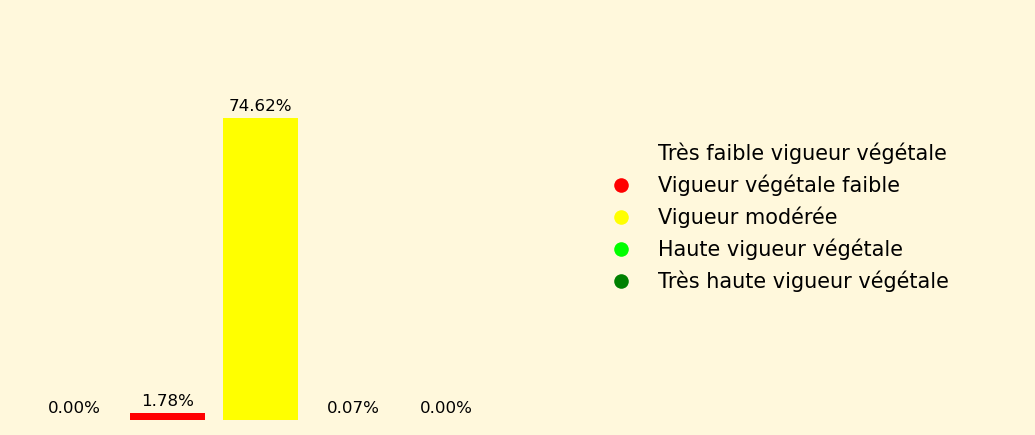 74.62%
0.00%
1.78%
0.07%
0.00%
Très faible vigueur végétale
Vigueur végétale faible
Vigueur modérée
Haute vigueur végétale
Très haute vigueur végétale